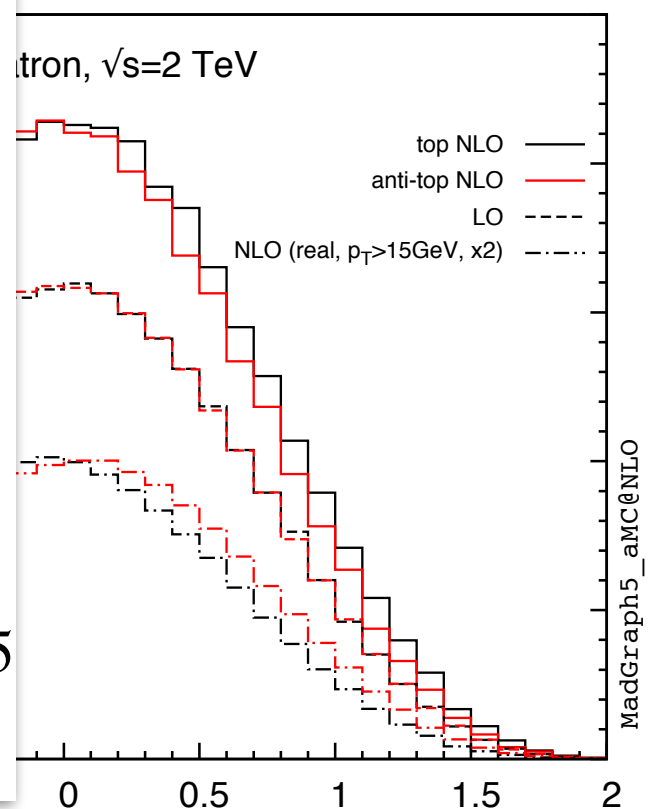 tron, √s=2 TeV
top NLO
anti-top NLO
LO
NLO (real, pT>15GeV, x2)
MadGraph5_aMC@NLO
0 0.5 1 1.5 2